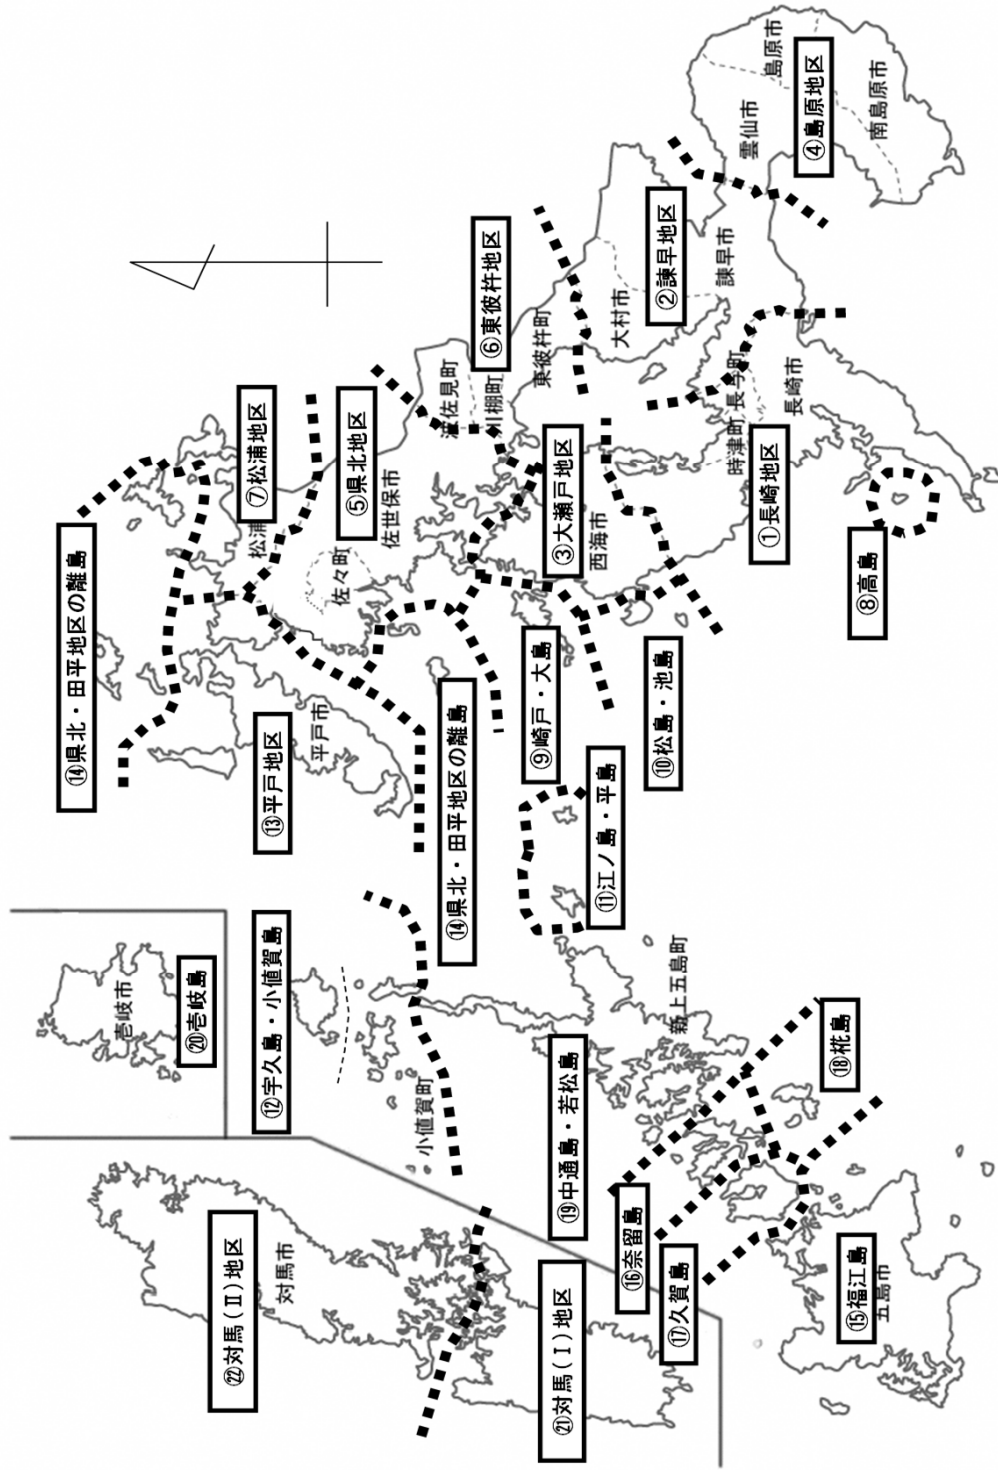 ⑭県北・田平地区の離島
⑦松浦地区
松浦
⑤県北地区
佐々町
佐世保市
⑬平戸地区
平戸市
⑥東彼杵地区
波佐見町
川棚町
東彼杵町
③大瀬戸地区
西海市
大村市
②諫早地区
諫早市
雲仙市
島原市
④島原地区
南島原市
長与町
時津町
長崎市
①長崎地区
⑧高島
⑨崎戸・大島
⑩松島・池島
⑭県北・田平地区の離島
⑪江ノ島・平島
壱岐市
⑳壱岐島
⑫宇久島・小値賀島
小値賀町
⑲中通島・若松島
新上五島町
⑱椛島
⑯奈留島
⑰久賀島
⑮福江島
五島市
㉒対馬(Ⅱ)地区
対馬市
㉑対馬(Ⅰ)地区